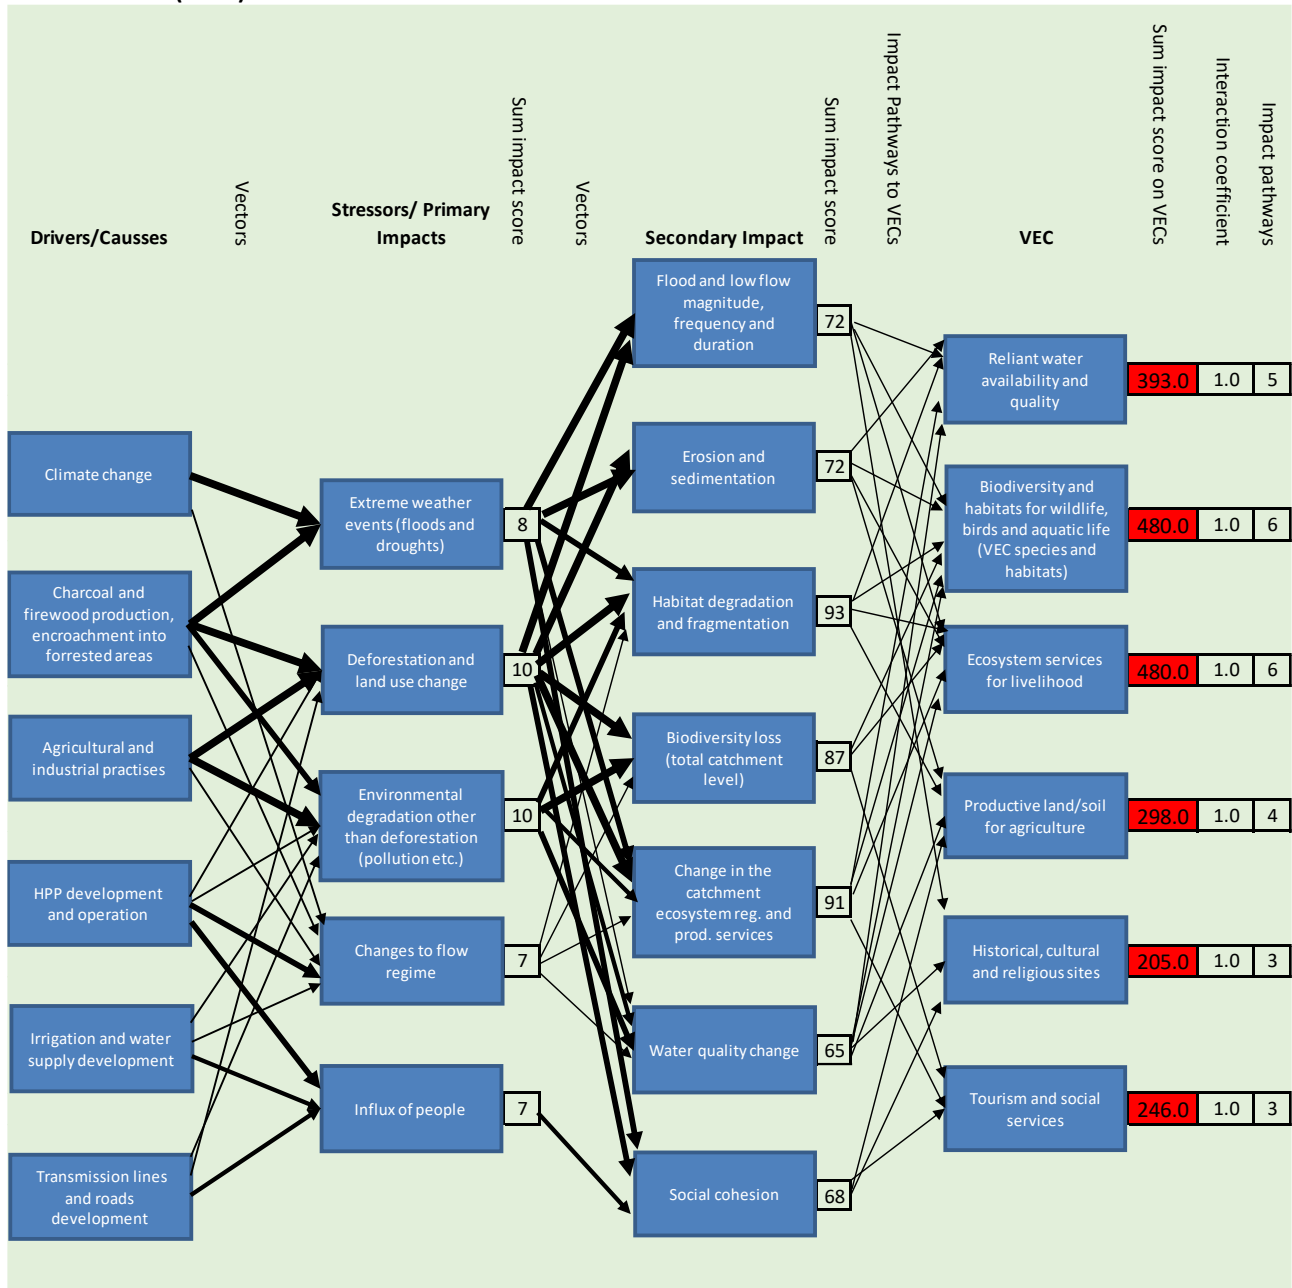 Sum impact score
Vectors
Sum impact score
Impact Pathways to VECs
Sum impact score on VECs
Interaction coefficient
Impact pathways
Vectors
Drivers/Causses
Stressors/ Primary
Impacts
Secondary Impact
VEC
Climate change
Charcoal and
firewood production,
encroachment into
forrested areas
Agricultural and
industrial practises
HPP development
and operation
Irrigation and water
supply development
Transmission lines
and roads
development
Extreme weather
events (floods and
droughts)
8
Deforestation and
land use change
10
Environmental
degradation other
than deforestation
(pollution etc.)
10
Changes to flow
regime
7
Influx of people
7
Flood and low flow
magnitude,
frequency and
duration
72
Erosion and
sedimentation
72
Habitat degradation
and fragmentation
93
Biodiversity loss
(total catchment
level)
87
Change in the
catchment
ecosystem reg. and
prod. services
91
Water quality change
65
Social cohesion
68
Reliant water
availability and
quality
393.0 1.0 5
Biodiversity and
habitats for wildlife,
birds and aquatic life
(VEC species and
habitats)
480.0 1.0 6
Ecosystem services
for livelihood
480.0 1.0 6
Productive land/soil
for agriculture
298.0 1.0 4
Historical, cultural
and religious sites
205.0 1.0 3
Tourism and social
services
246.0 1.0 3